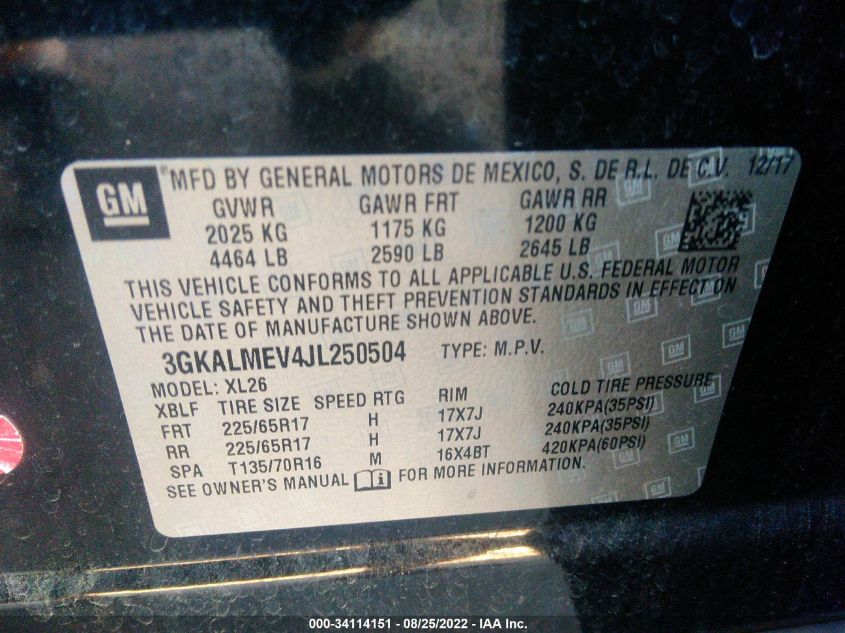 GM
®MFD BY GENERAL MOTORS DE MEXICO, S. DE R.L. DE C.V. 12/17
GVWR GAWR FRT GAWR RR
2025 KG 1175 KG 1200 KG
4464 LB 2590 LB 2645 LB
THIS VEHICLE CONFORMS TO ALL APPLICABLE U.S. FEDERAL MOTOR
VEHICLE SAFETY AND THEFT PREVENTION STANDARDS IN EFFECT ON
THE DATE OF MANUFACTURE SHOWN ABOVE.
3GKALMEV4JL250504 TYPE: M.P.V.
MODEL: XL26
XBLF TIRE SIZE SPEED RTG RIM COLD TIRE PRESSURE
FRT 225/65R17 H 17X7J 240KPA(35PSI)
RR 225/65R17 H 17X7J 240KPA(35PSI)
SPA T135/70R16 M 16X4BT 420KPA(60PSI)
SEE OWNER'S MANUAL FOR MORE INFORMATION.
000-34114151 - 08/25/2022 - IAA Inc.